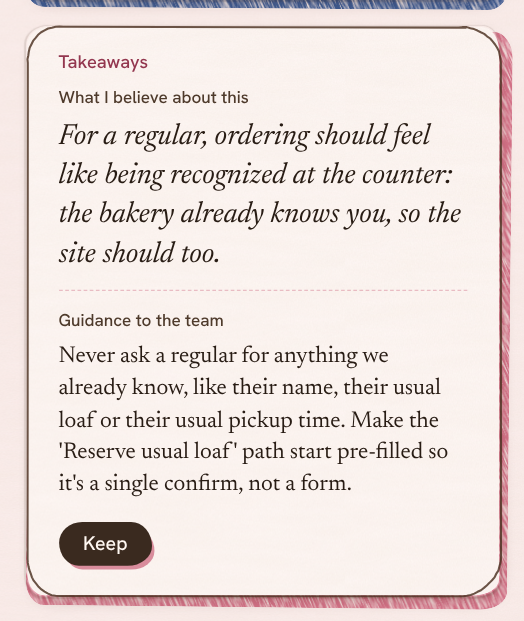 Takeaways
What I believe about this
For a regular, ordering should feel
like being recognized at the counter:
the bakery already knows you, so the
site should too.
Guidance to the team
Never ask a regular for anything we
already know, like their name, their usual
loaf or their usual pickup time. Make the
'Reserve usual loaf' path start pre-filled so
it's a single confirm, not a form.
Keep